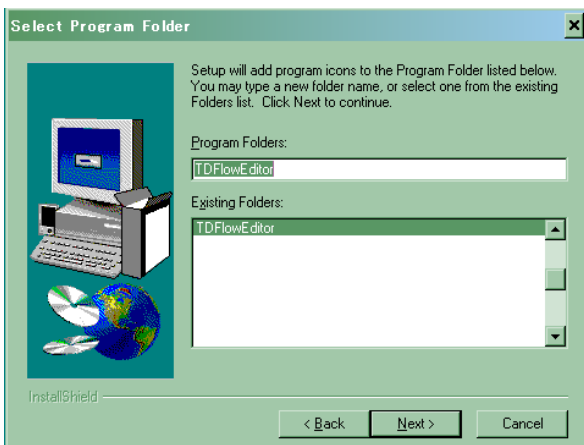 Select Program Folder
Setup will add program icons to the Program Folder listed below.
You may type a new folder name, or select one from the existing
Folders list. Click Next to continue.
Program Folders:
TDFlowEditor
Existing Folders:
TDFlowEditor
InstallShield
< Back
Next >
Cancel